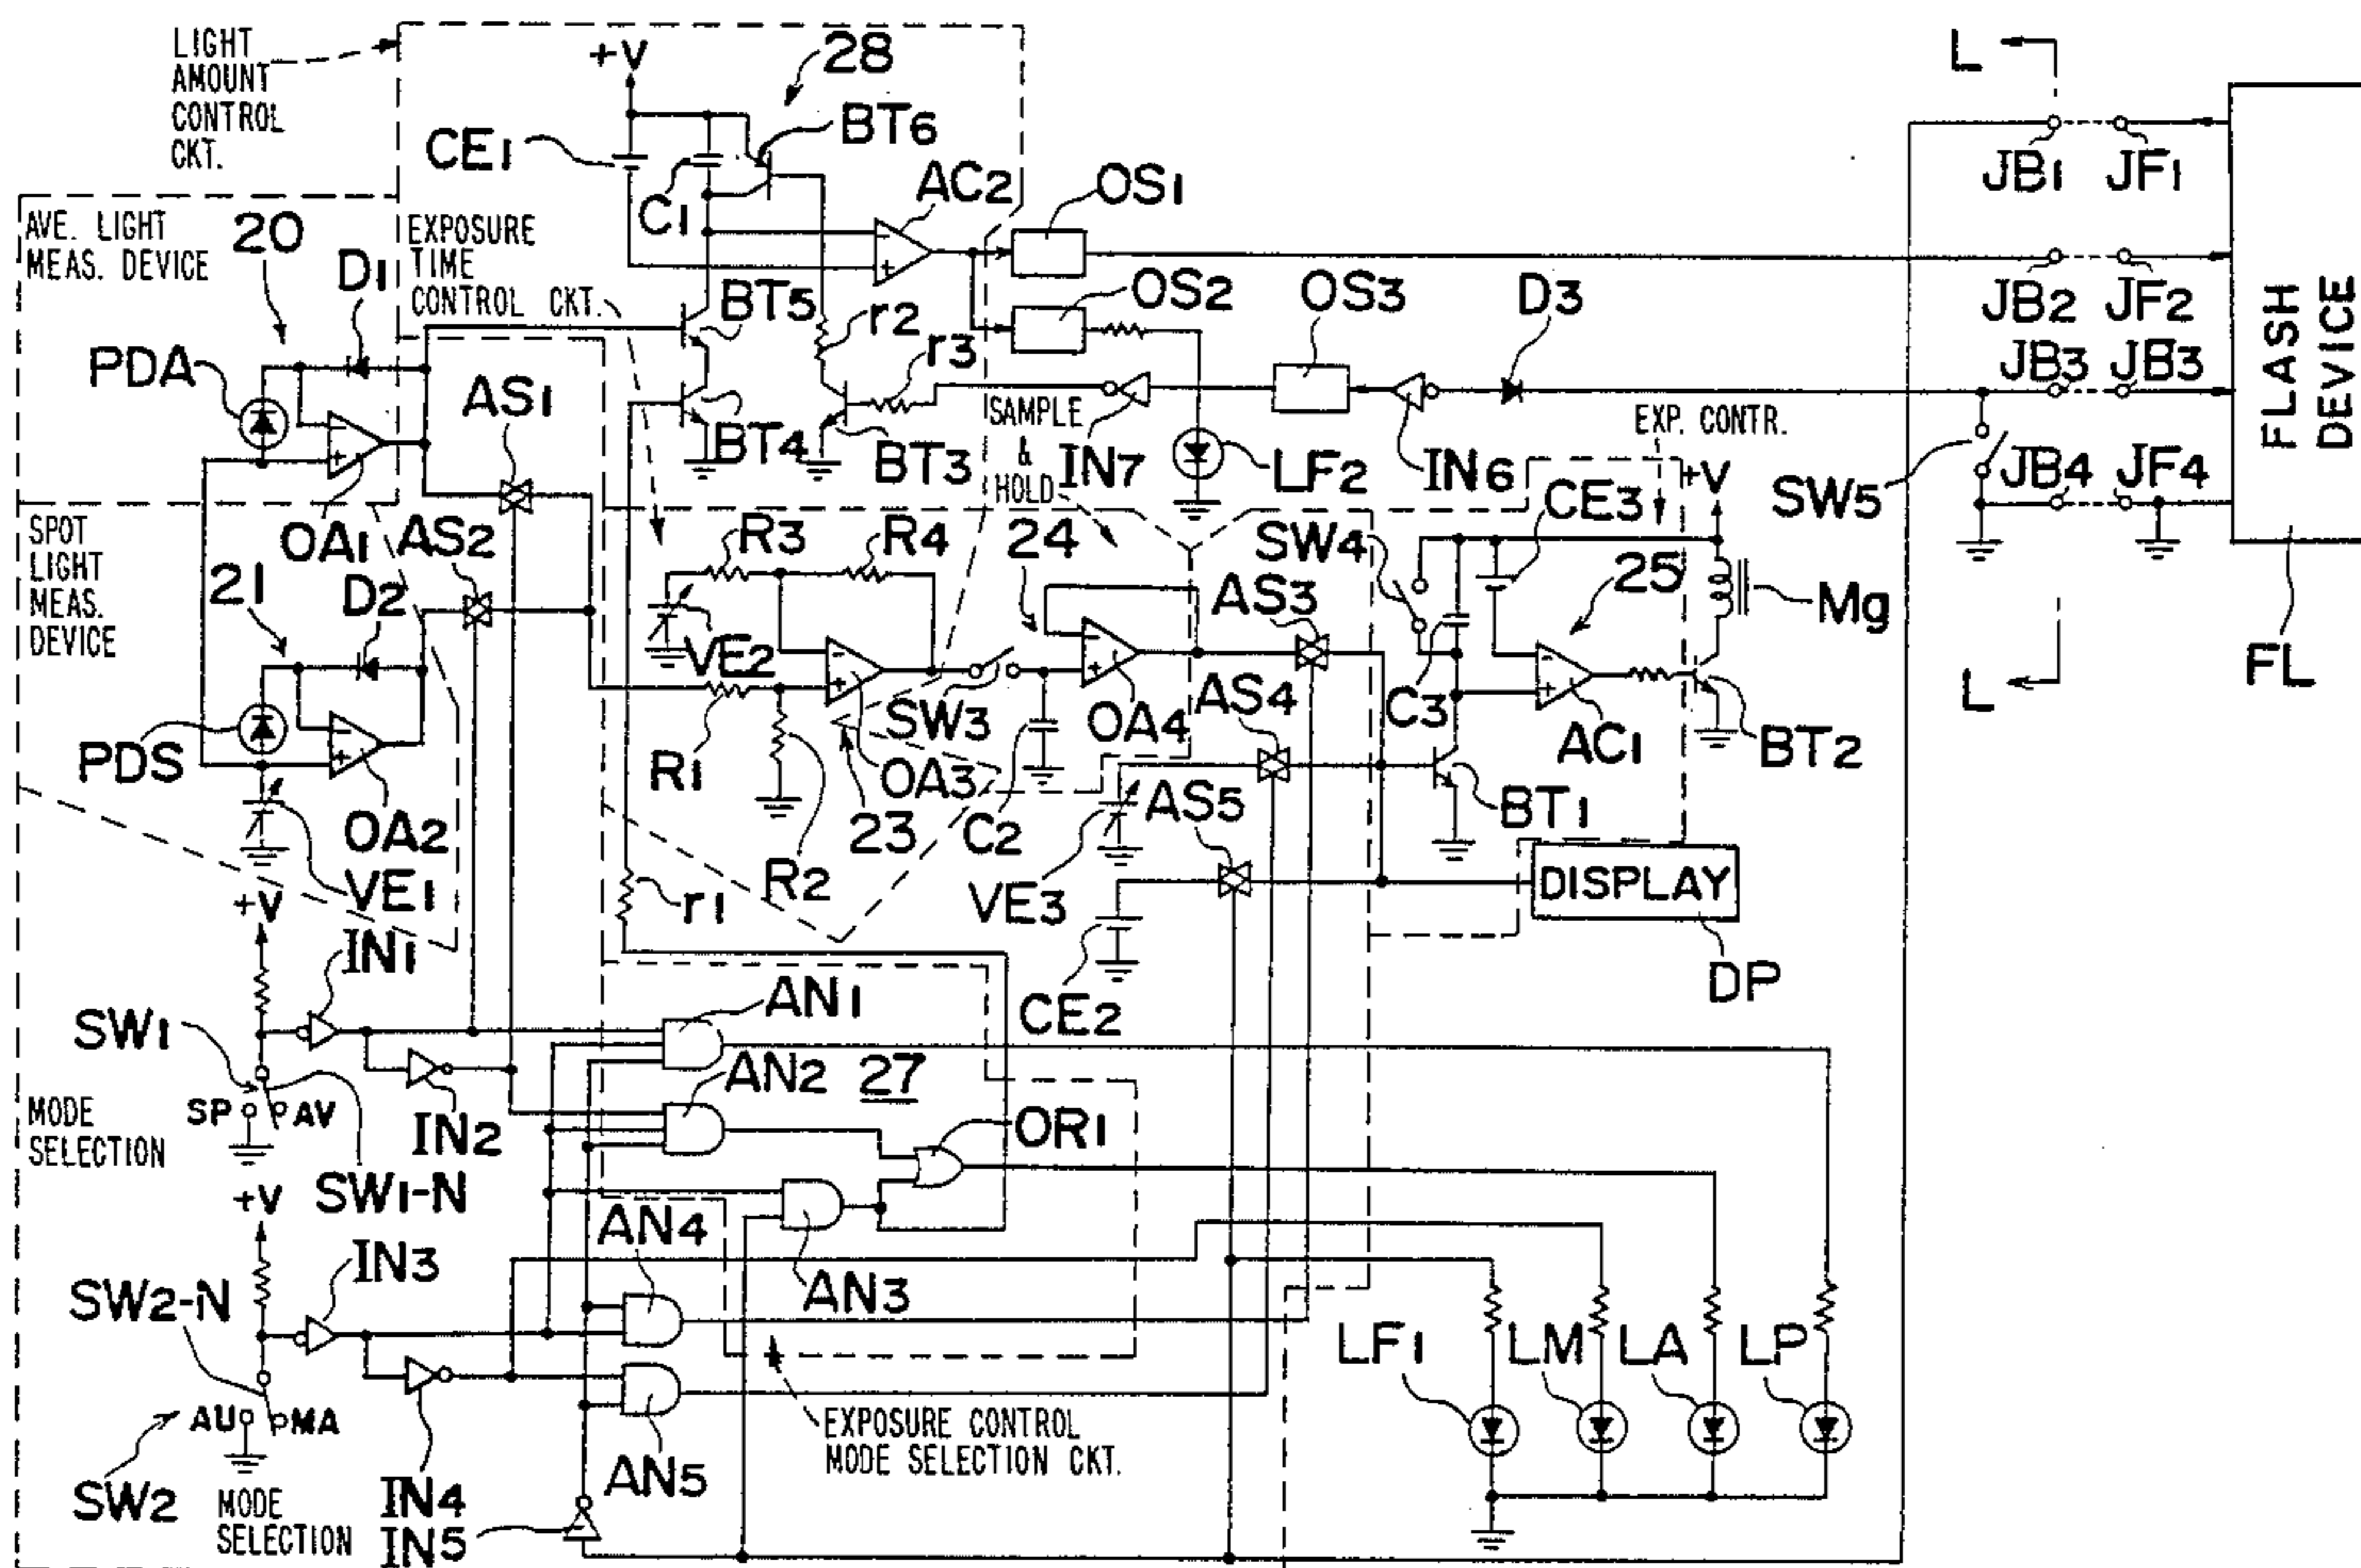 LIGHT
AMOUNT
CONTROL
CKT.
+V
28
BT6
CE1
C1
AC2
OS1
L
JB1
JF1
AVE. LIGHT
MEAS. DEVICE
20
D1
EXPOSURE
TIME
CONTROL CKT.
BT5
r2
OS2
OS3
D3
JB2
JF2
PDA
AS1
r3
JB3
JB3
FLASH
DEVICE
BT4
BT3
SAMPLE
&
HOLD
IN7
LF2
IN6
EXP. CONTR.
+V
SW5
JB4
JF4
OA1
SPOT
LIGHT
MEAS.
DEVICE
AS2
R3
R4
24
SW4
CE3
25
Mg
21
D2
VE2
AS3
FL
L
PDS
R1
SW3
OA4
AS4
C3
AC1
BT2
OA2
OA3
23
C2
AS5
BT1
VE1
R2
VE3
DISPLAY
+V
r1
DP
IN1
CE2
SW1
AN1
AN2
27
SP
AV
IN2
OR1
MODE
SELECTION
SW1-N
+V
AN4
IN3
AN3
SW2-N
LF1
LM
LA
LP
AU
MA
EXPOSURE CONTROL
MODE SELECTION CKT.
SW2
IN4
AN5
MODE
SELECTION
IN5